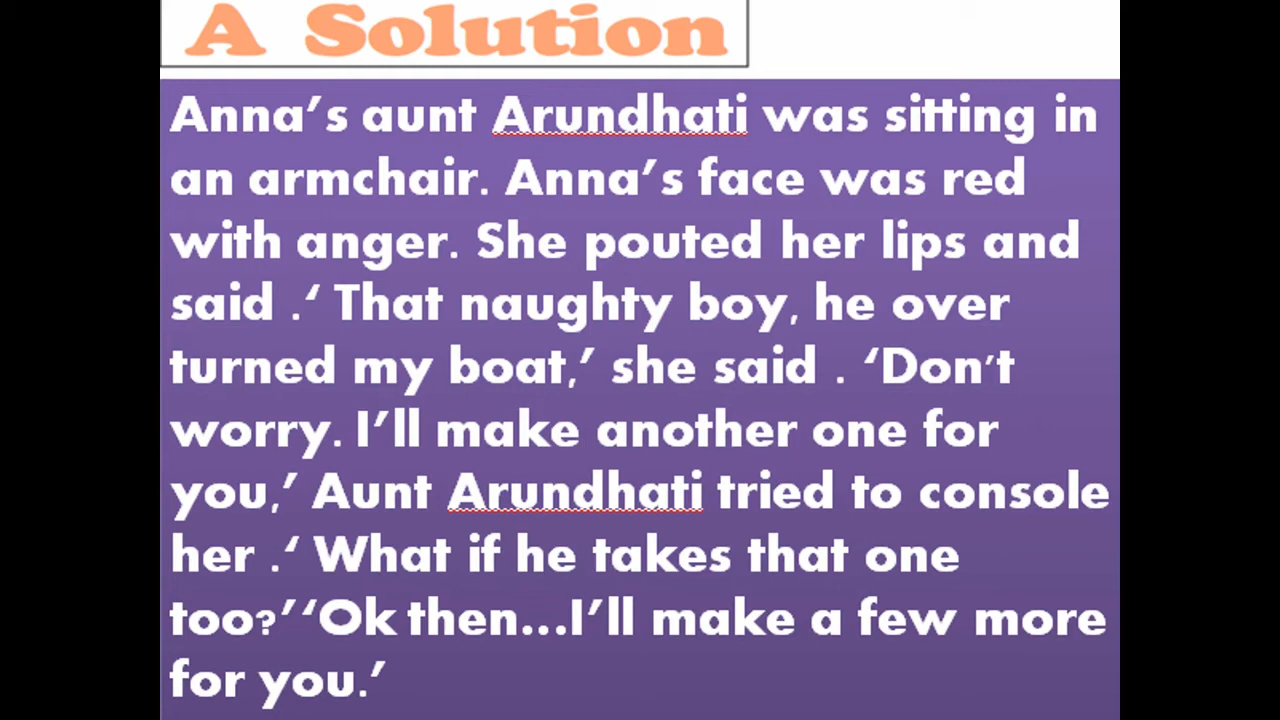 A Solution
Anna’s aunt Arundhati was sitting in
an armchair. Anna’s face was red
with anger. She pouted her lips and
said .‘ That naughty boy, he over
turned my boat,’ she said . ‘Don’t
worry. I’ll make another one for
you,’ Aunt Arundhati tried to console
her .‘ What if he takes that one
too?’‘Ok then...I’ll make a few more
for you.’